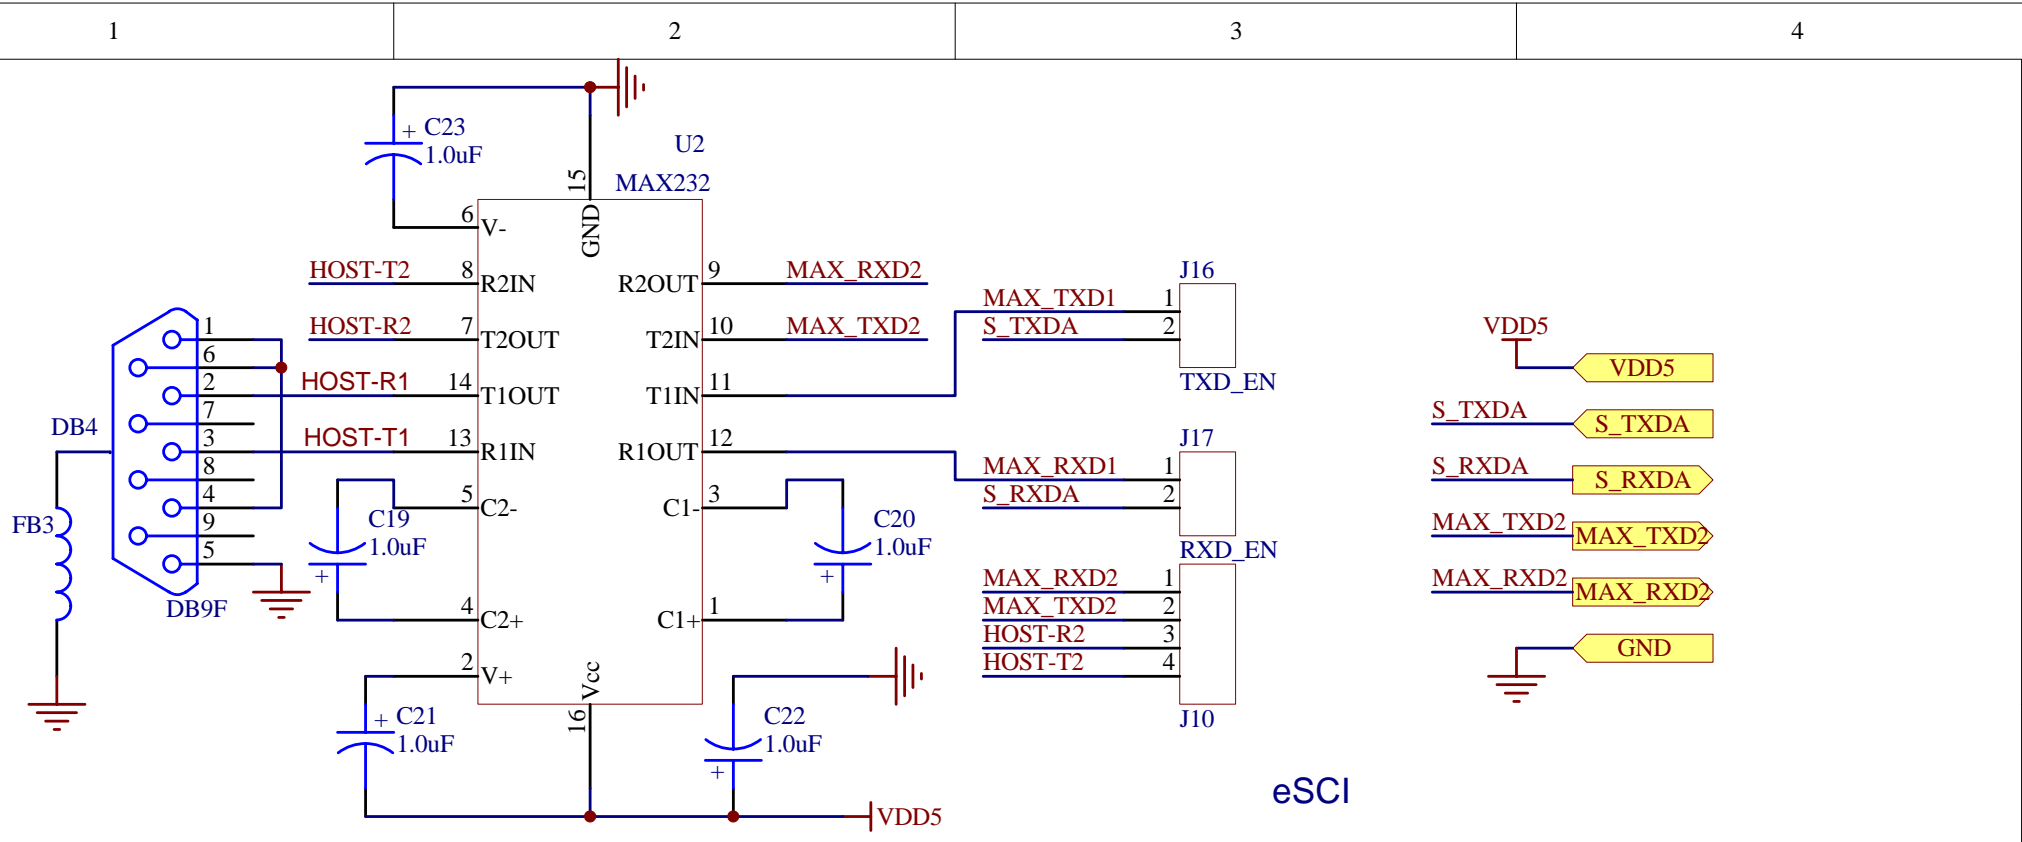 1 2 3 4
+ C23
1.0uF
U2
MAX232
15
GND
6 V-
HOST-T2 8 R2IN
R2OUT 9 MAX_RXD2
HOST-R2 7 T2OUT
T2IN 10 MAX_TXD2
HOST-R1 14 T1OUT
T1IN 11
HOST-T1 13 R1IN
R1OUT 12
5 C2-
C1- 3
C19
1.0uF
+
C20
1.0uF
+
4 C2+
C1+ 1
2 V+
Vcc
16
+ C21
1.0uF
C22
1.0uF
+
VDD5
DB4
1
6
2
7
3
8
4
9
5
DB9F
FB3
J16
MAX_TXD1 1
S_TXDA 2
TXD_EN
J17
MAX_RXD1 1
S_RXDA 2
RXD_EN
MAX_RXD2 1
MAX_TXD2 2
HOST-R2 3
HOST-T2 4
J10
VDD5
VDD5
S_TXDA S_TXDA
S_RXDA S_RXDA
MAX_TXD2 MAX_TXD2
MAX_RXD2 MAX_RXD2
GND
eSCI